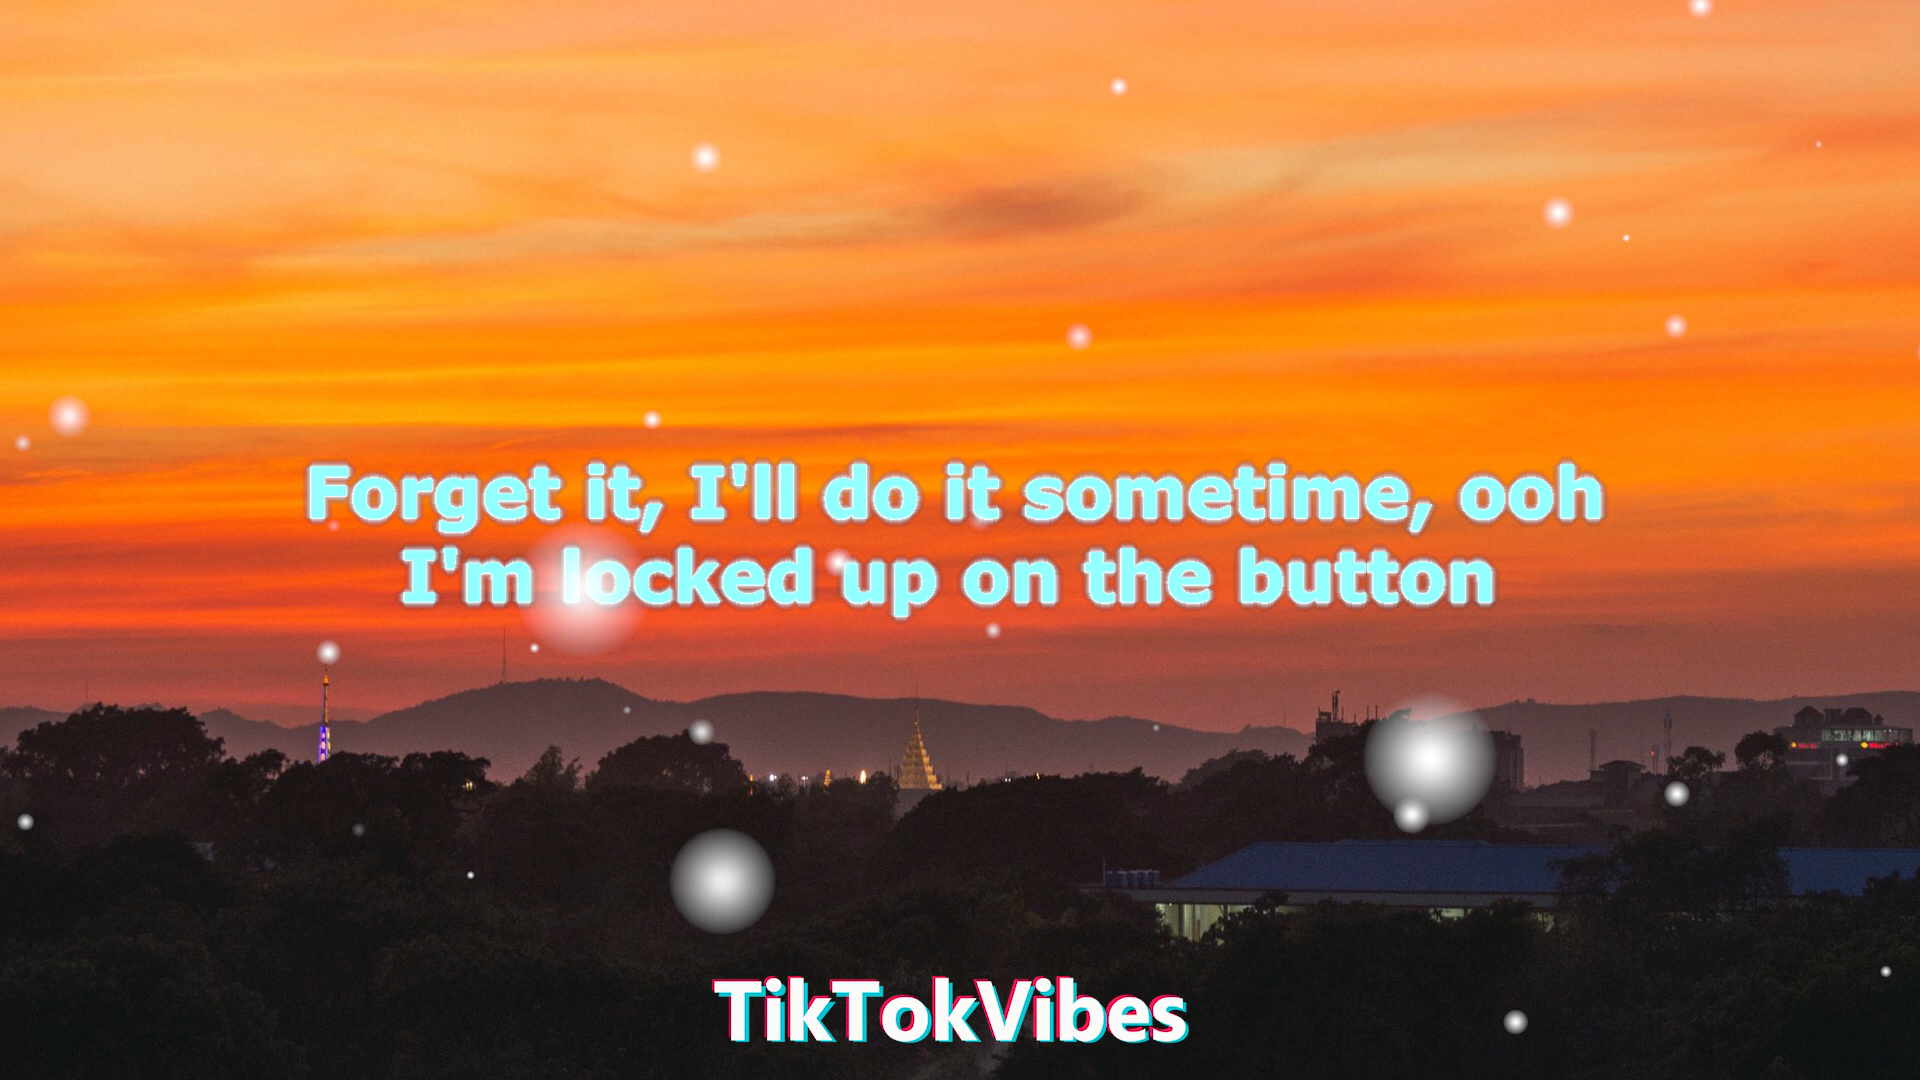 Forget it, I'll do it sometime, ooh
I'm locked up on the button
TikTokVibes